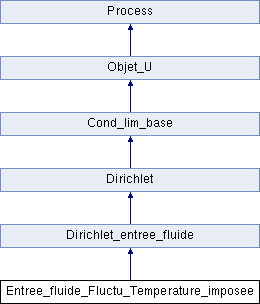 Process
Objet_U
Cond_lim_base
Dirichlet
Dirichlet_entree_fluide
Entree_fluide_Fluctu_Temperature_imposee